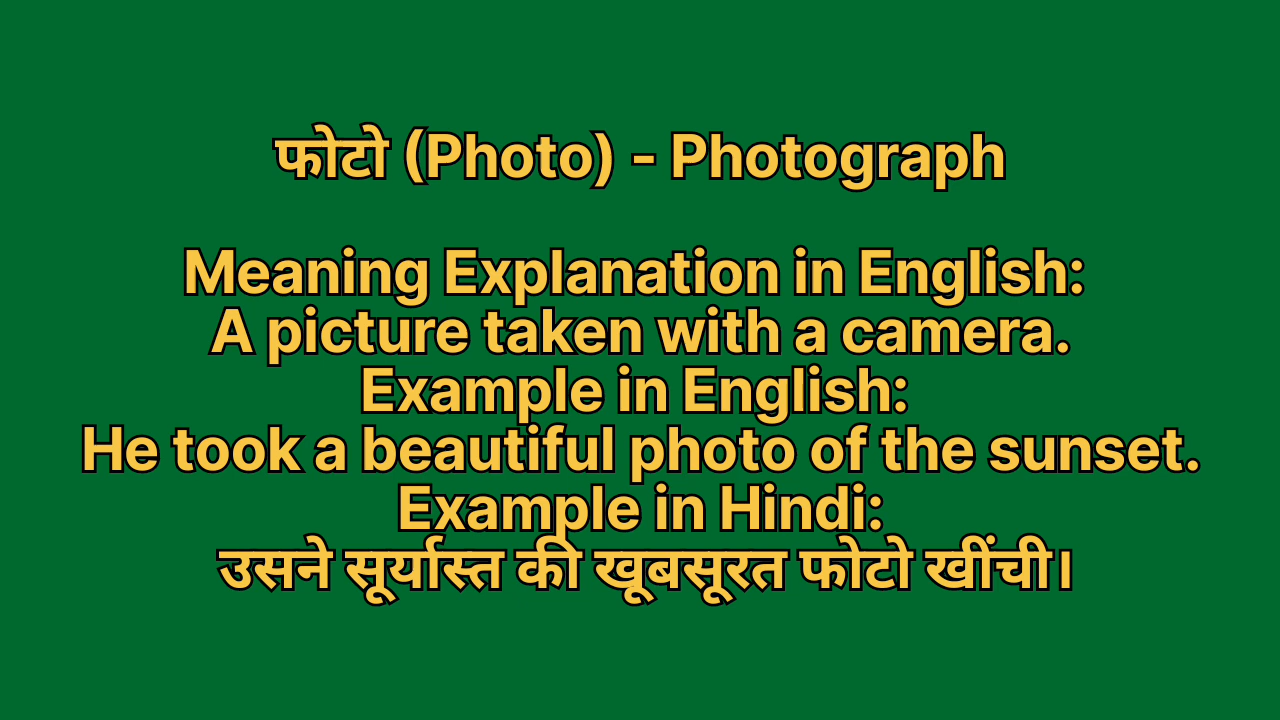 फोटो (Photo) - Photograph
Meaning Explanation in English:
A picture taken with a camera.
Example in English:
He took a beautiful photo of the sunset.
Example in Hindi:
उसने सूर्यास्त की खूबसूरत फोटो खींची।